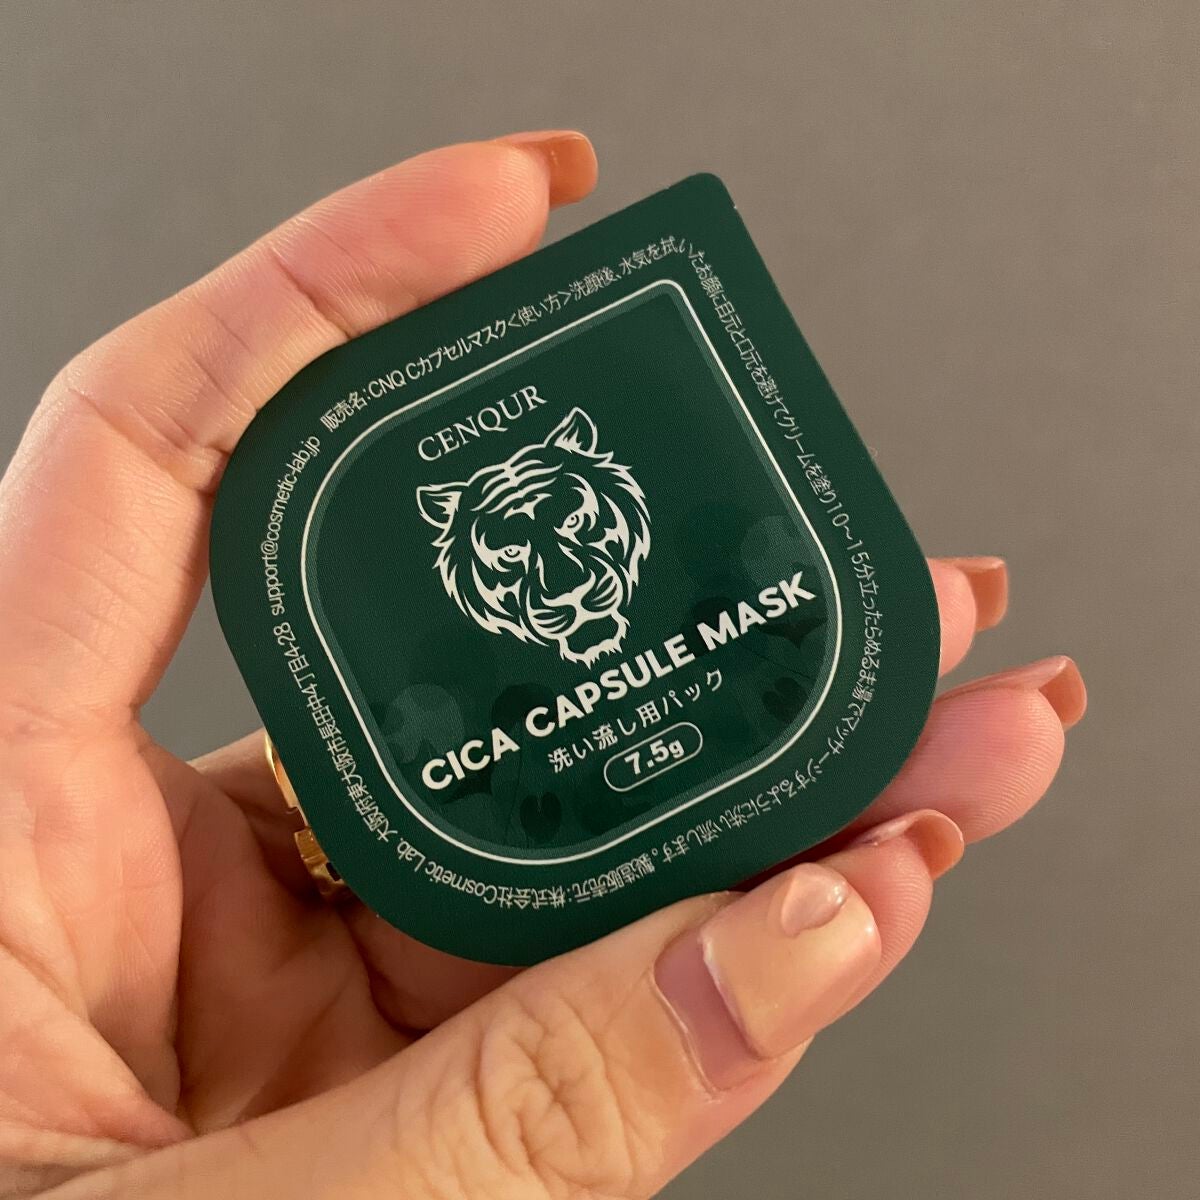 CENQUR
CICA CAPSULE MASK
洗い流し用パック
7.5g
販売名:CNQ Cカプセルマスク<使い方>洗顔後、水気を拭いたお顔に目元と口元を避けてクリームを塗り10~15分立ったらぬるま湯でマッサージするように洗い流します。製造販売元:株式会社Cosmetic Lab. 大阪府東大阪市長田中4丁目4-28 support@cosmetic-lab.jp